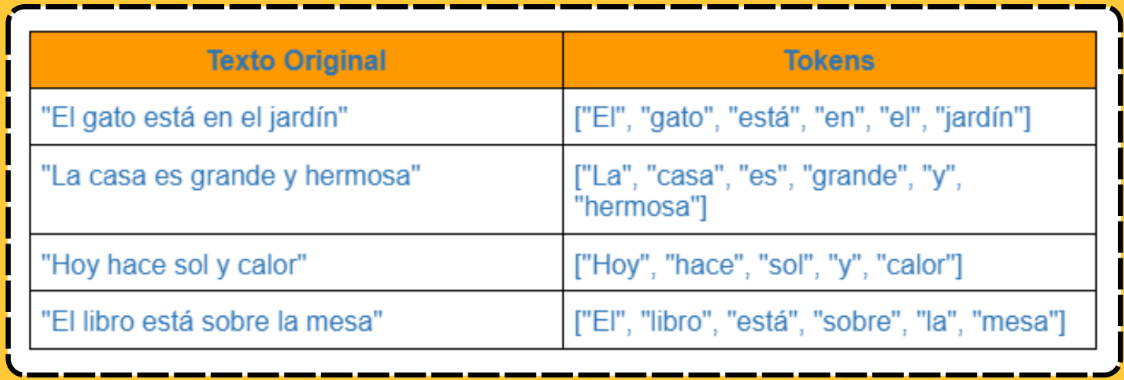 Texto Original
Tokens
"El gato está en el jardín"
["El", "gato", "está", "en", "el", "jardín"]
"La casa es grande y hermosa"
["La", "casa", "es", "grande", "y",
"hermosa"]
"Hoy hace sol y calor"
["Hoy", "hace", "sol", "y", "calor"]
"El libro está sobre la mesa"
["El", "libro", "está", "sobre", "la", "mesa"]